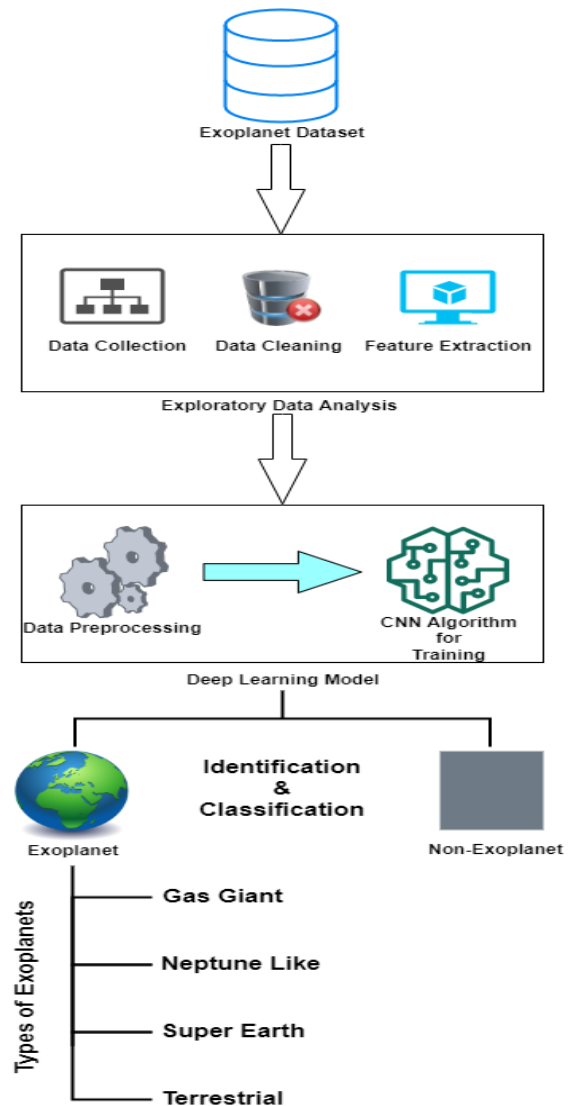 Exoplanet Dataset
Data Collection
Data Cleaning
Feature Extraction
Exploratory Data Analysis
Data Preprocessing
CNN Algorithm
for
Training
Deep Learning Model
Identification
&
Classification
Exoplanet
Non-Exoplanet
Types of Exoplanets
Gas Giant
Neptune Like
Super Earth
Terrestrial